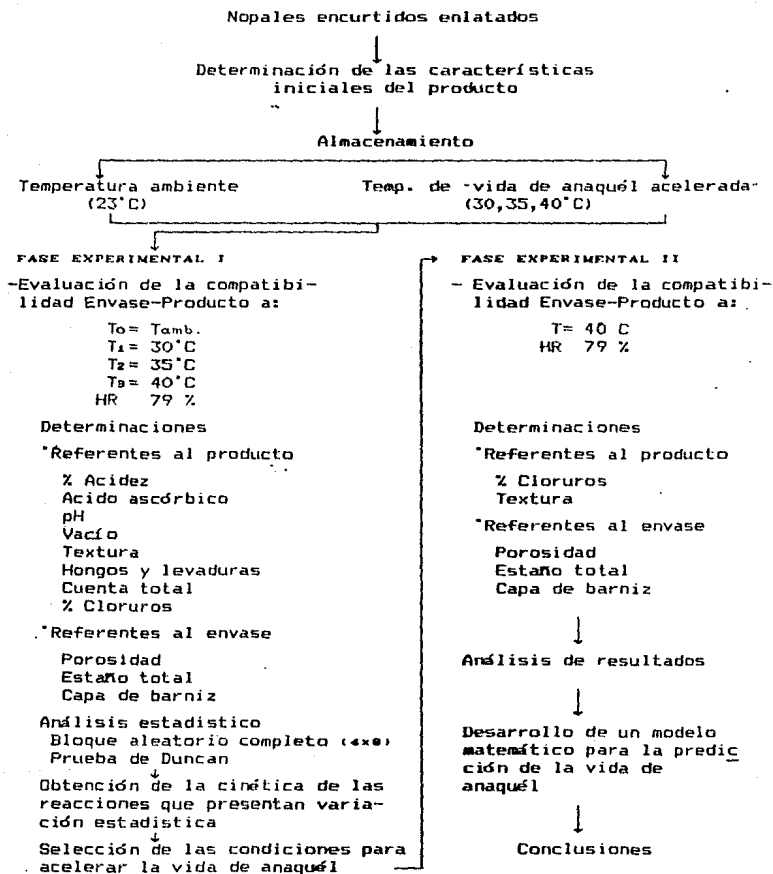 Nopales encurtidos enlatados
Determinación de las características
iniciales del producto
Almacenamiento
Temperatura ambiente
(23°C)
Temp. de -vida de anaquél acelerada-
(30,35,40°C)
FASE EXPERIMENTAL I
-Evaluación de la compatibi-
lidad Envase-Producto a:
To= Tamb.
T1= 30°C
T2= 35°C
T3= 40°C
HR 79 %
Determinaciones
°Referentes al producto
% Acidez
Acido ascórbico
pH
Vacío
Textura
Hongos y levaduras
Cuenta total
% Cloruros
°Referentes al envase
Porosidad
Estaño total
Capa de barniz
Análisis estadistico
Bloque aleatorio completo (4x8)
Prueba de Duncan
Obtención de la cinética de las
reacciones que presentan varia-
ción estadistica
Selección de las condiciones para
acelerar la vida de anaquél
FASE EXPERIMENTAL II
- Evaluación de la compatibi-
lidad Envase-Producto a:
T= 40 C
HR 79 %
Determinaciones
°Referentes al producto
% Cloruros
Textura
°Referentes al envase
Porosidad
Estaño total
Capa de barniz
Análisis de resultados
Desarrollo de un modelo
matemático para la predic
ción de la vida de
anaquél
Conclusiones